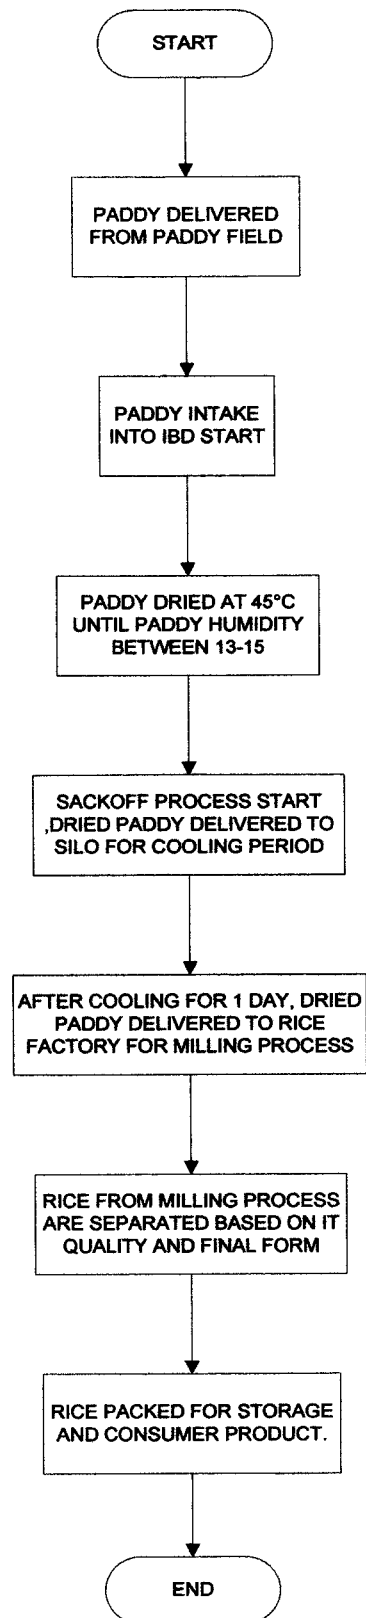 START
PADDY DELIVERED
FROM PADDY FIELD
PADDY INTAKE
INTO IBD START
PADDY DRIED AT 45°C
UNTIL PADDY HUMIDITY
BETWEEN 13-15
SACKOFF PROCESS START
,DRIED PADDY DELIVERED TO
SILO FOR COOLING PERIOD
AFTER COOLING FOR 1 DAY, DRIED
PADDY DELIVERED TO RICE
FACTORY FOR MILLING PROCESS
RICE FROM MILLING PROCESS
ARE SEPARATED BASED ON IT
QUALITY AND FINAL FORM
RICE PACKED FOR STORAGE
AND CONSUMER PRODUCT.
END